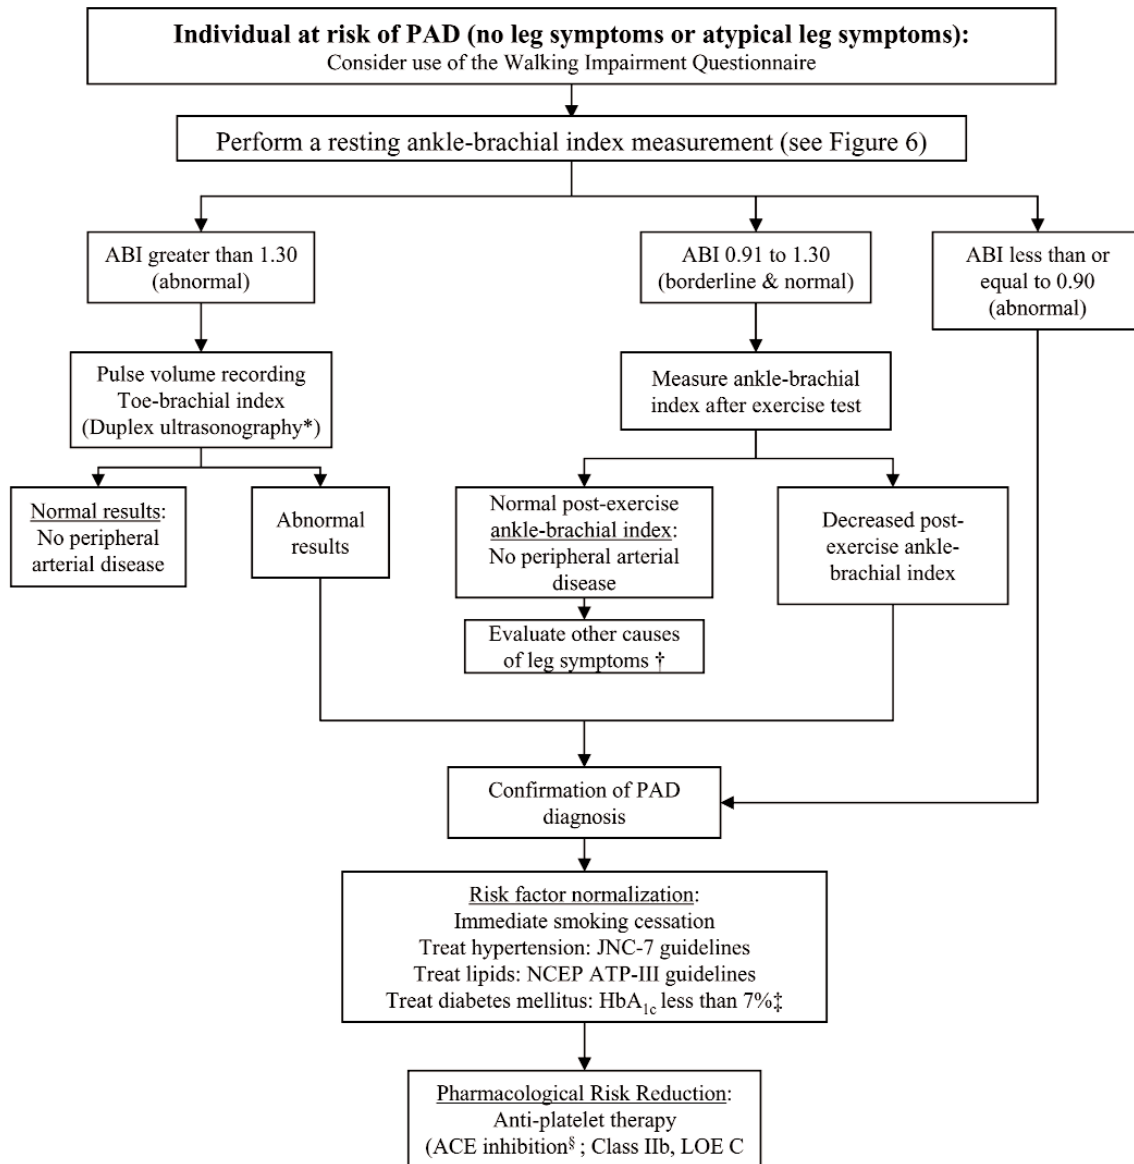 Individual at risk of PAD (no leg symptoms or atypical leg symptoms):
Consider use of the Walking Impairment Questionnaire
Perform a resting ankle-brachial index measurement (see Figure 6)
ABI greater than 1.30
(abnormal)
ABI 0.91 to 1.30
(borderline & normal)
ABI less than or
equal to 0.90
(abnormal)
Pulse volume recording
Toe-brachial index
(Duplex ultrasonography*)
Measure ankle-brachial
index after exercise test
Normal results:
No peripheral
arterial disease
Abnormal
results
Normal post-exercise
ankle-brachial index:
No peripheral arterial
disease
Decreased post-
exercise ankle-
brachial index
Evaluate other causes
of leg symptoms †
Confirmation of PAD
diagnosis
Risk factor normalization:
Immediate smoking cessation
Treat hypertension: JNC-7 guidelines
Treat lipids: NCEP ATP-III guidelines
Treat diabetes mellitus: HbA1c less than 7%‡
Pharmacological Risk Reduction:
Anti-platelet therapy
(ACE inhibition§ ; Class IIb, LOE C